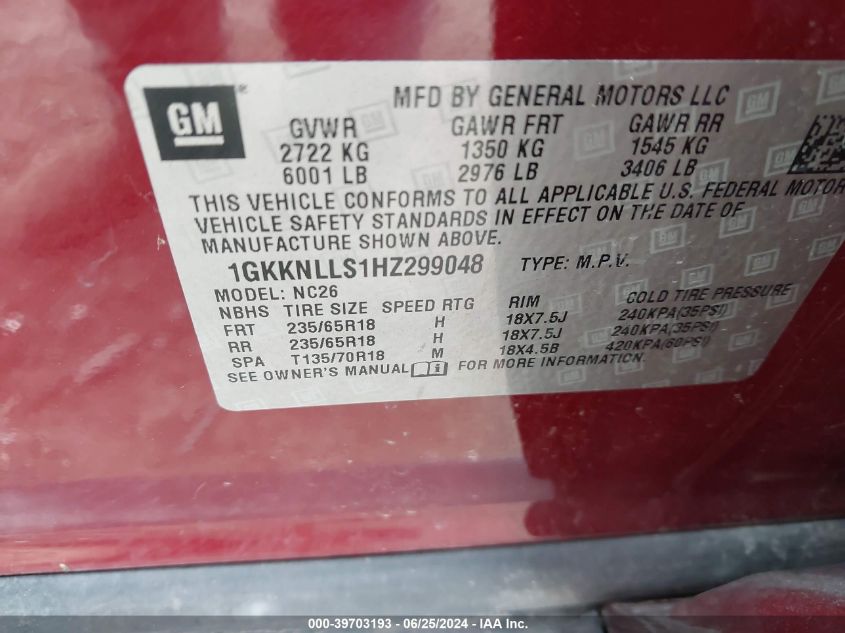 GM ®
MFD BY GENERAL MOTORS LLC
GVWR GAWR FRT GAWR RR
2722 KG 1350 KG 1545 KG
6001 LB 2976 LB 3406 LB
THIS VEHICLE CONFORMS TO ALL APPLICABLE U.S. FEDERAL MOTOR
VEHICLE SAFETY STANDARDS IN EFFECT ON THE DATE OF
MANUFACTURE SHOWN ABOVE.
1GKKNLLS1HZ299048 TYPE: M.P.V.
MODEL: NC26
NBHS TIRE SIZE SPEED RTG RIM COLD TIRE PRESSURE
FRT 235/65R18 H 18X7.5J 240KPA(35PSI)
RR 235/65R18 H 18X7.5J 240KPA(35PSI)
SPA T135/70R18 M 18X4.5B 420KPA(60PSI)
SEE OWNER'S MANUAL FOR MORE INFORMATION.
000-39703193 - 06/25/2024 - IAA Inc.